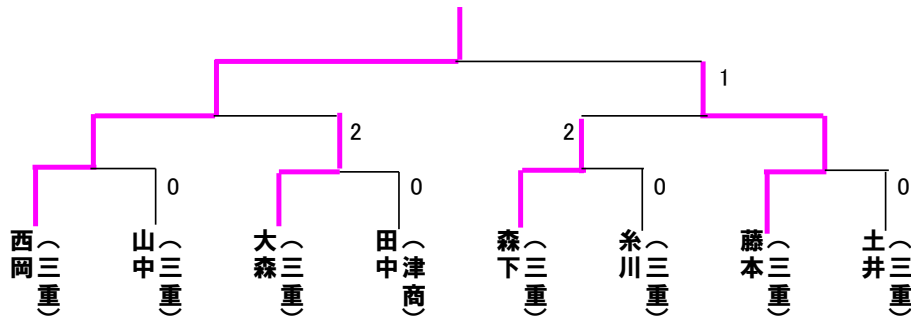 1
2
2
0
0
0
0
西岡(三重)
山中(三重)
大森(三重)
田中(津商)
森下(三重)
糸川(三重)
藤本(三重)
土井(三重)